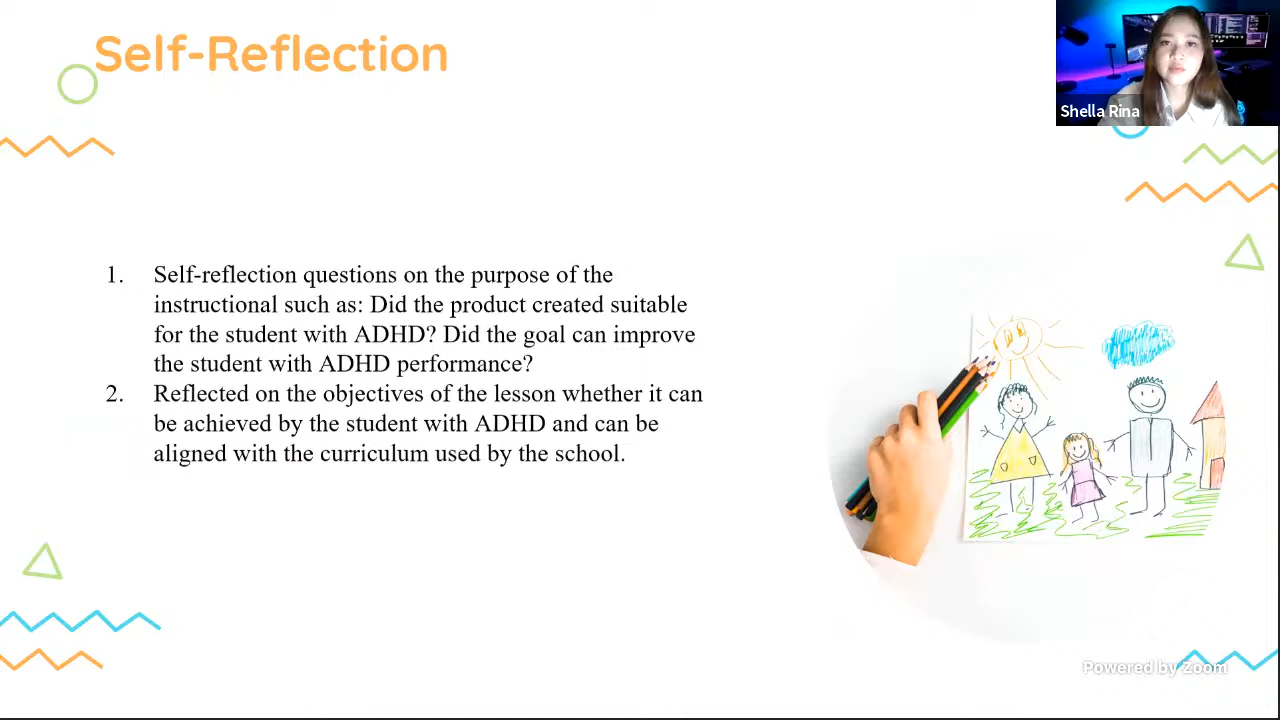 Self-Reflection
Shella Rina
1. Self-reflection questions on the purpose of the
instructional such as: Did the product created suitable
for the student with ADHD? Did the goal can improve
the student with ADHD performance?
2. Reflected on the objectives of the lesson whether it can
be achieved by the student with ADHD and can be
aligned with the curriculum used by the school.
Powered by Zoom